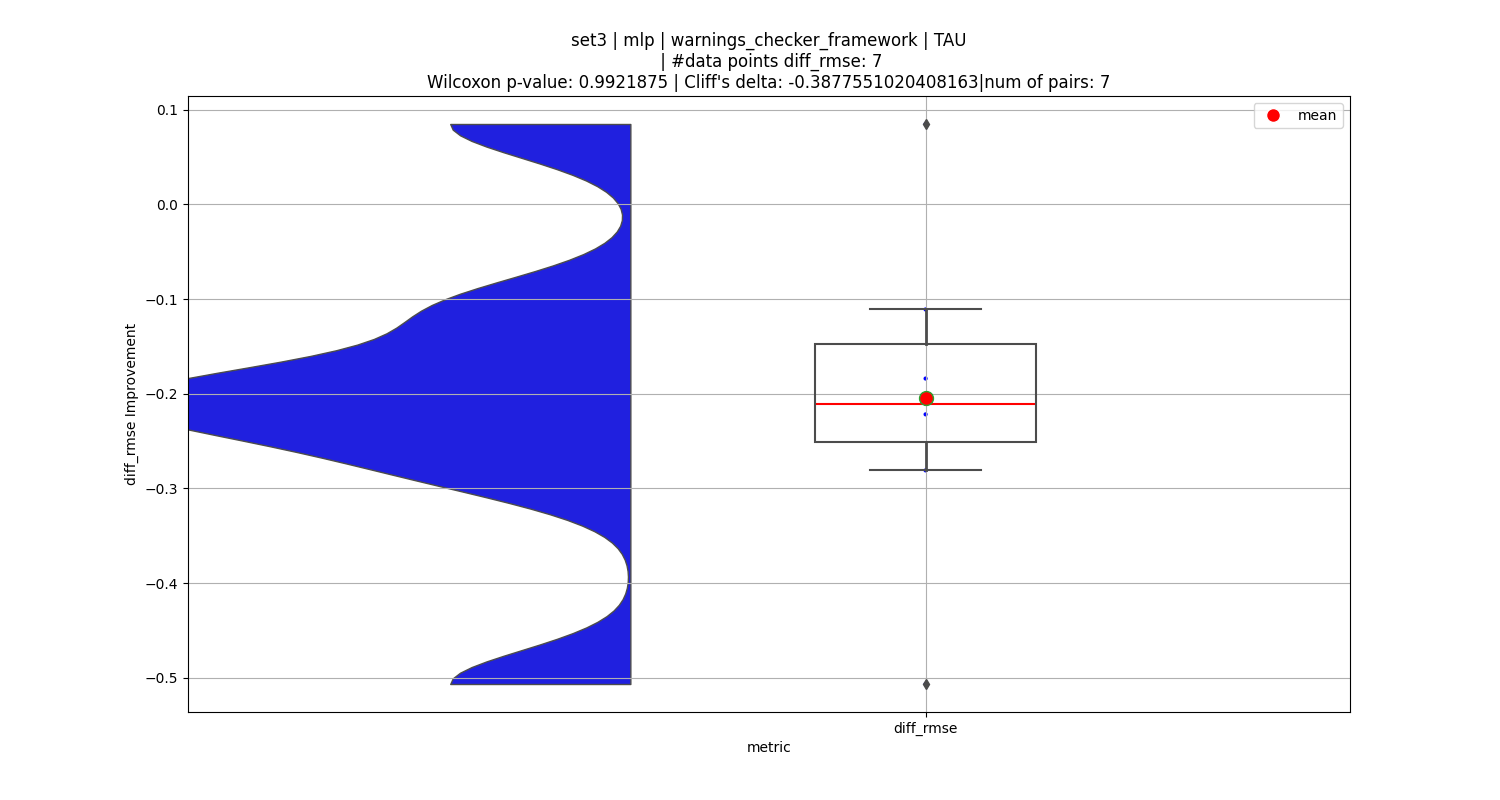 set3 | mlp | warnings_checker_framework | TAU
| #data points diff_rmse: 7
Wilcoxon p-value: 0.9921875 | Cliff's delta: -0.3877551020408163|num of pairs: 7
mean
0.1
0.0
−0.1
−0.2
−0.3
−0.4
−0.5
diff_rmse Improvement
diff_rmse
metric